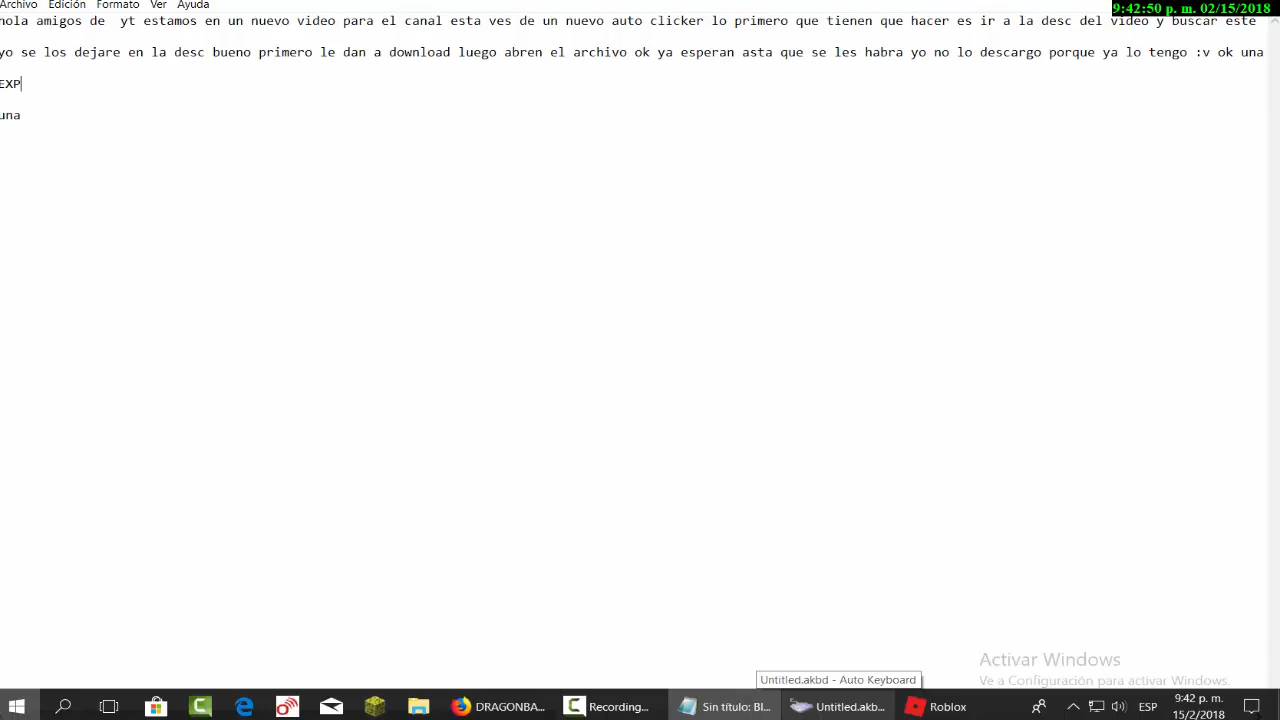 Archivo Edición Formato Ver Ayuda
9:42:50 p. m. 02/15/2018
hola amigos de  yt estamos en un nuevo video para el canal esta ves de un nuevo auto clicker lo primero que tienen que hacer es ir a la desc del video y buscar este
yo se los dejare en la desc bueno primero le dan a download luego abren el archivo ok ya esperan asta que se les habra yo no lo descargo porque ya lo tengo :v ok una
EXP
una
Activar Windows
Ve a Configuración para activar Windows.
Untitled.akbd - Auto Keyboard
DRAGONBA...
Recording...
Sin título: Bl...
Untitled.akb...
Roblox
ESP
9:42 p. m.
15/2/2018